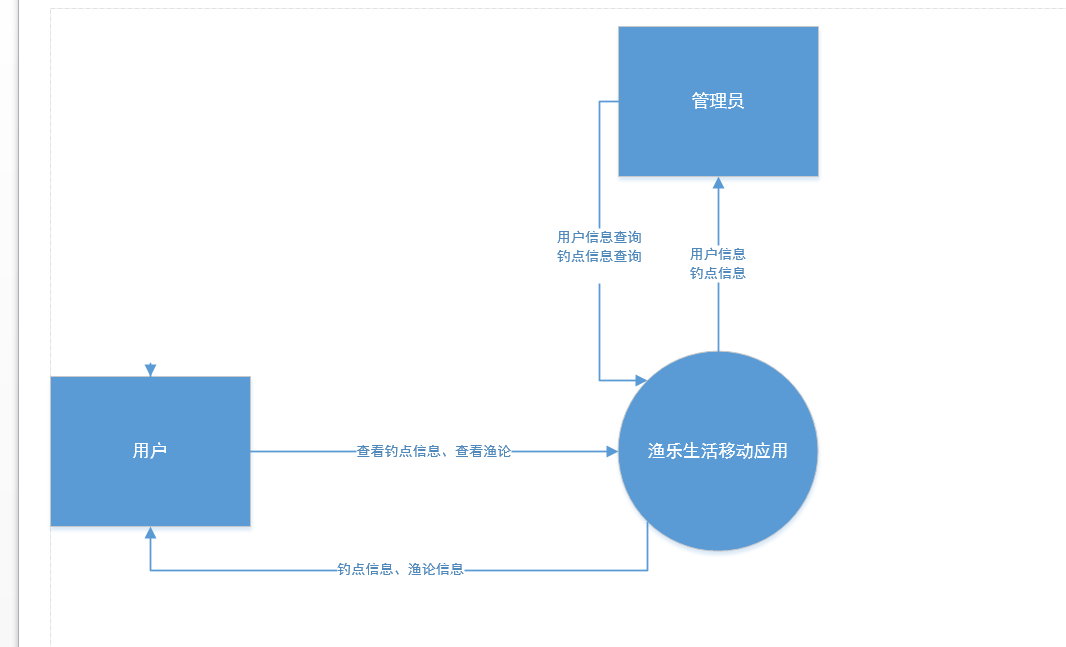 管理员
用户信息查询
钓点信息查询
用户信息
钓点信息
用户
查看钓点信息、查看渔论
渔乐生活移动应用
钓点信息、渔论信息